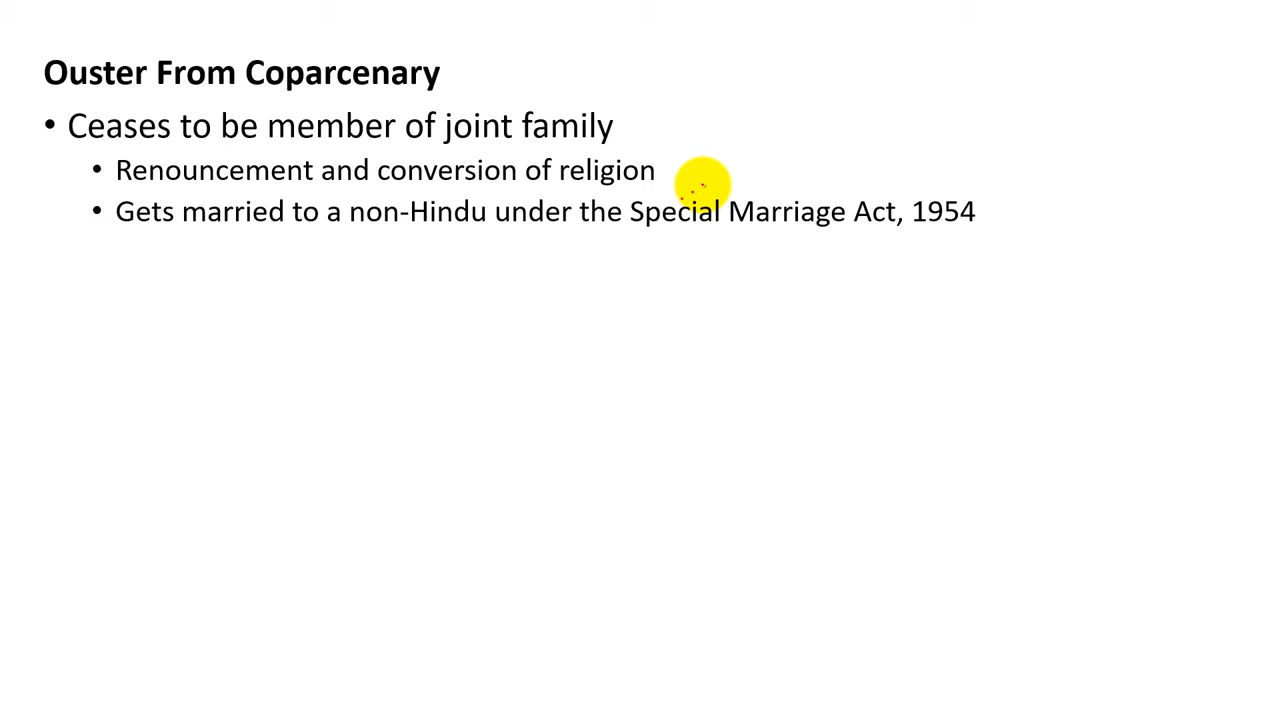 Ouster From Coparcenary
• Ceases to be member of joint family
• Renouncement and conversion of religion
• Gets married to a non-Hindu under the Special Marriage Act, 1954